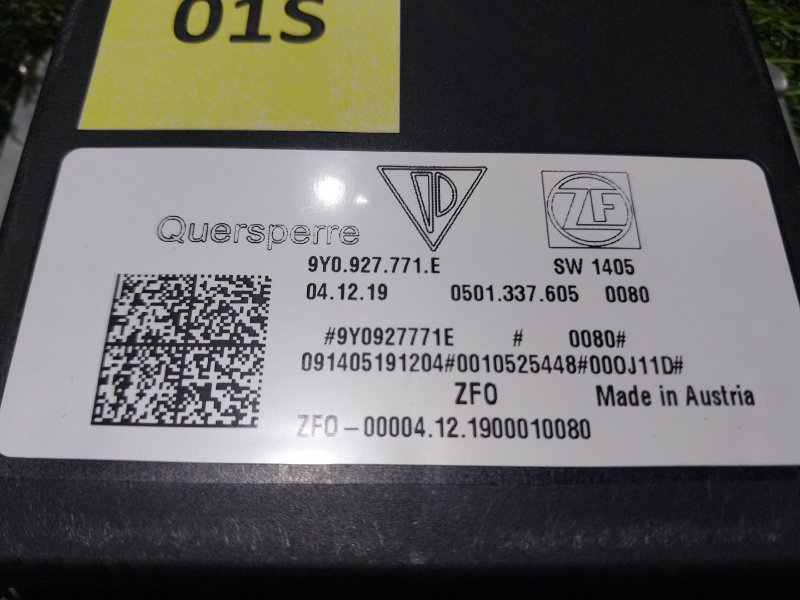 01S
Quersperre
ZF
9Y0.927.771.E SW 1405
04.12.19 0501.337.605 0080
#9Y0927771E # 0080#
091405191204#0010525448#000J11D#
ZFO Made in Austria
ZFO-00004.12.1900010080